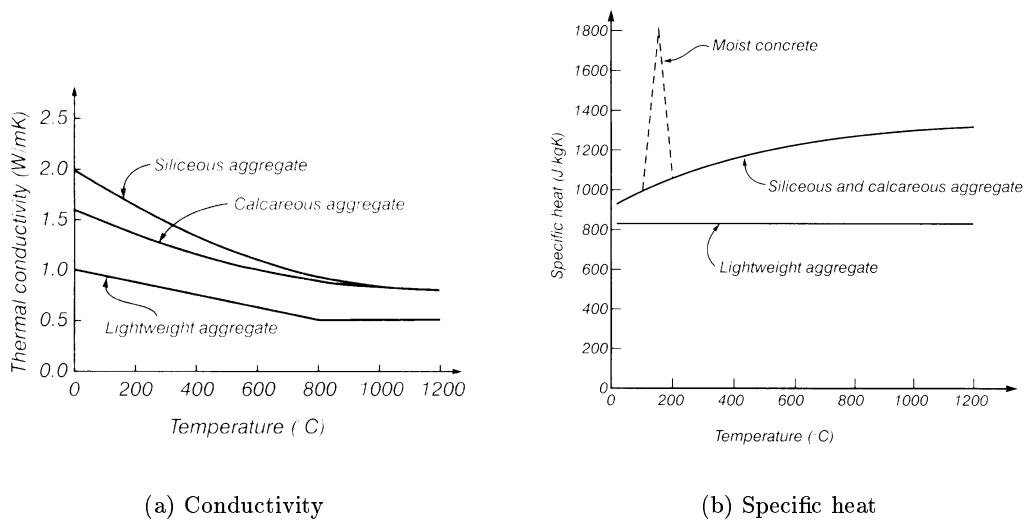 Thermal conductivity (W/mK)
2.5
2.0
1.5
1.0
0.5
0.0
Siliceous aggregate
Calcareous aggregate
Lightweight aggregate
0 200 400 600 800 1000 1200
Temperature (°C)
(a) Conductivity
Specific heat (J/kgK)
1800
1600
1400
1200
1000
800
600
400
200
0
Moist concrete
Siliceous and calcareous aggregate
Lightweight aggregate
0 200 400 600 800 1000 1200
Temperature (°C)
(b) Specific heat